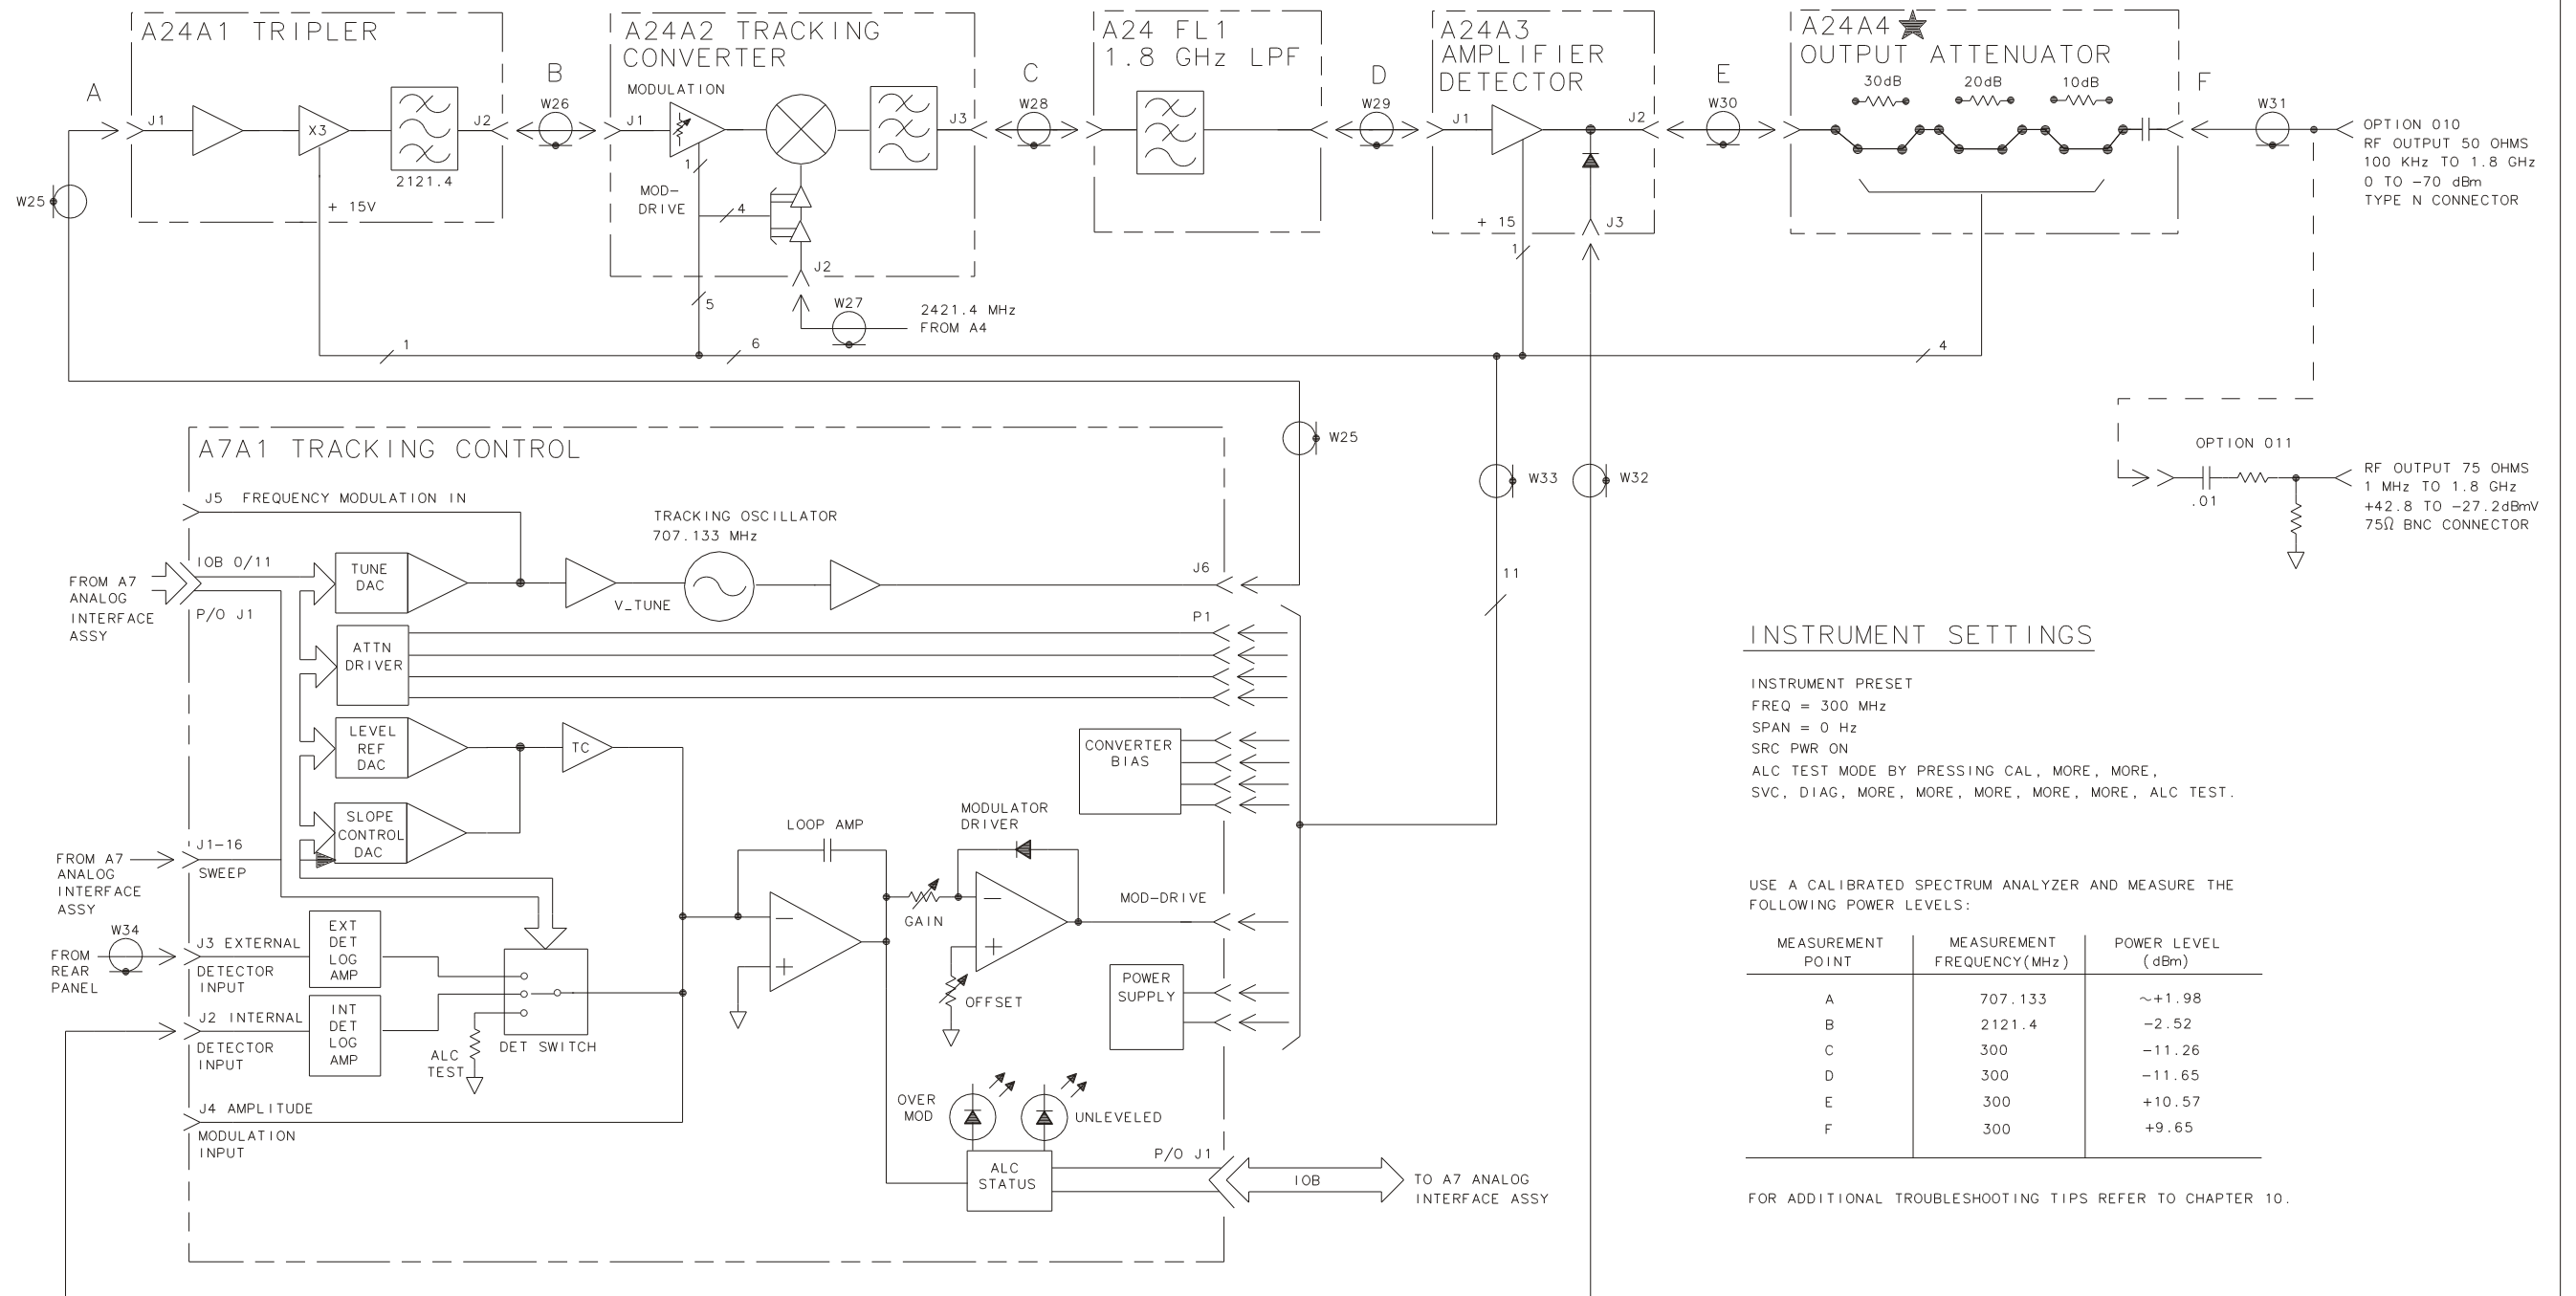 A24A1 TRIPLER
A
J1
X3
J2
2121.4
+ 15V
W25
B
W26
A24A2 TRACKING
CONVERTER
MODULATION
J1
J3
1
MOD-
DRIVE
4
J2
5
W27
2421.4 MHz
FROM A4
C
W28
A24 FL1
1.8 GHz LPF
D
W29
A24A3
AMPLIFIER
DETECTOR
J1
J2
+ 15
J3
1
E
W30
A24A4
OUTPUT ATTENUATOR
30dB
20dB
10dB
F
W31
OPTION 010
RF OUTPUT 50 OHMS
100 KHz TO 1.8 GHz
0 TO -70 dBm
TYPE N CONNECTOR
1
6
4
W25
W33
W32
11
OPTION 011
.01
RF OUTPUT 75 OHMS
1 MHz TO 1.8 GHz
+42.8 TO -27.2dBmV
75Ω BNC CONNECTOR
A7A1 TRACKING CONTROL
J5 FREQUENCY MODULATION IN
TRACKING OSCILLATOR
707.133 MHz
IOB 0/11
FROM A7
ANALOG
INTERFACE
ASSY
P/O J1
TUNE
DAC
V_TUNE
J6
P1
ATTN
DRIVER
LEVEL
REF
DAC
TC
SLOPE
CONTROL
DAC
J1-16
SWEEP
FROM A7
ANALOG
INTERFACE
ASSY
CONVERTER
BIAS
LOOP AMP
MODULATOR
DRIVER
GAIN
MOD-DRIVE
OFFSET
W34
FROM
REAR
PANEL
J3 EXTERNAL
DETECTOR
INPUT
EXT
DET
LOG
AMP
J2 INTERNAL
DETECTOR
INPUT
INT
DET
LOG
AMP
ALC
TEST
DET SWITCH
POWER
SUPPLY
J4 AMPLITUDE
MODULATION
INPUT
OVER
MOD
UNLEVELED
ALC
STATUS
P/O J1
IOB
TO A7 ANALOG
INTERFACE ASSY
INSTRUMENT SETTINGS
INSTRUMENT PRESET
FREQ = 300 MHz
SPAN = 0 Hz
SRC PWR ON
ALC TEST MODE BY PRESSING CAL, MORE, MORE,
SVC, DIAG, MORE, MORE, MORE, MORE, MORE, ALC TEST.
USE A CALIBRATED SPECTRUM ANALYZER AND MEASURE THE
FOLLOWING POWER LEVELS:
MEASUREMENT POINT MEASUREMENT FREQUENCY(MHz) POWER LEVEL (dBm)
A 707.133 ~+1.98
B 2121.4 -2.52
C 300 -11.26
D 300 -11.65
E 300 +10.57
F 300 +9.65
FOR ADDITIONAL TROUBLESHOOTING TIPS REFER TO CHAPTER 10.